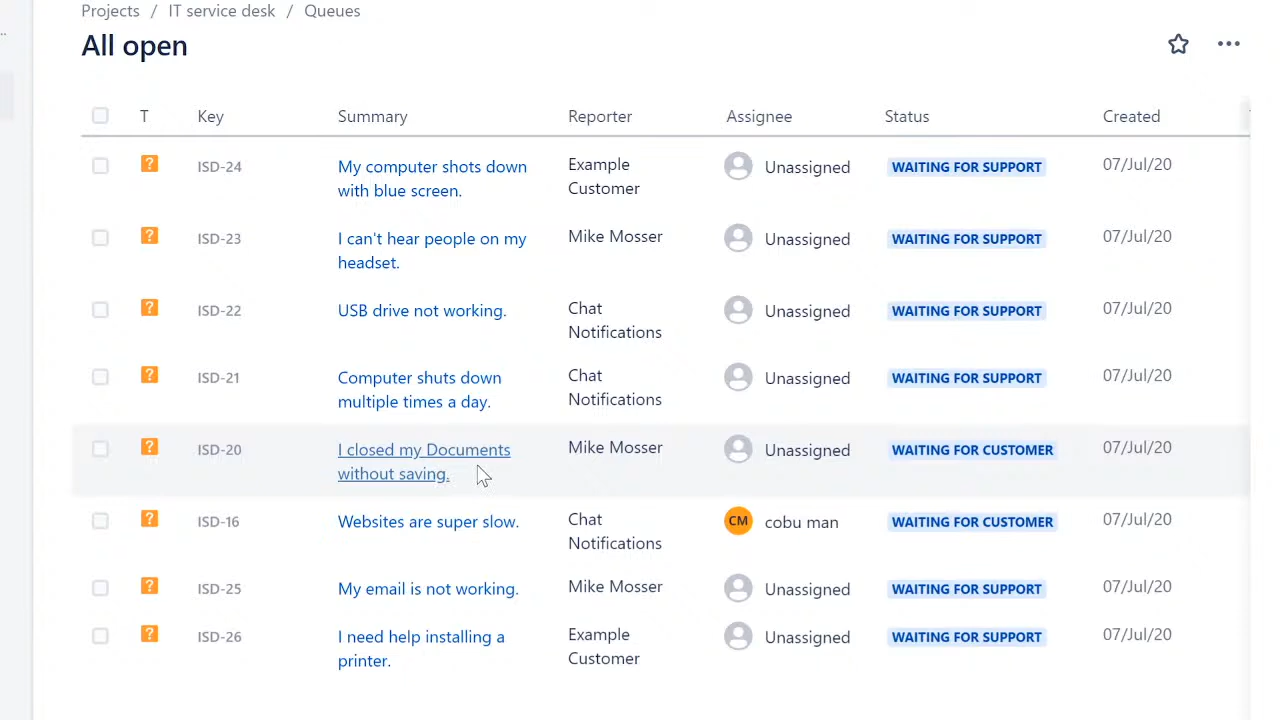 Projects / IT service desk / Queues
All open
T Key Summary Reporter Assignee Status Created
? ISD-24 My computer shots down Example Unassigned WAITING FOR SUPPORT 07/Jul/20
with blue screen. Customer
? ISD-23 I can't hear people on my Mike Mosser Unassigned WAITING FOR SUPPORT 07/Jul/20
headset.
? ISD-22 USB drive not working. Chat Unassigned WAITING FOR SUPPORT 07/Jul/20
Notifications
? ISD-21 Computer shuts down Chat Unassigned WAITING FOR SUPPORT 07/Jul/20
multiple times a day. Notifications
? ISD-20 I closed my Documents Mike Mosser Unassigned WAITING FOR CUSTOMER 07/Jul/20
without saving.
? ISD-16 Websites are super slow. Chat CM cobu man WAITING FOR CUSTOMER 07/Jul/20
Notifications
? ISD-25 My email is not working. Mike Mosser Unassigned WAITING FOR SUPPORT 07/Jul/20
? ISD-26 I need help installing a Example Unassigned WAITING FOR SUPPORT 07/Jul/20
printer. Customer